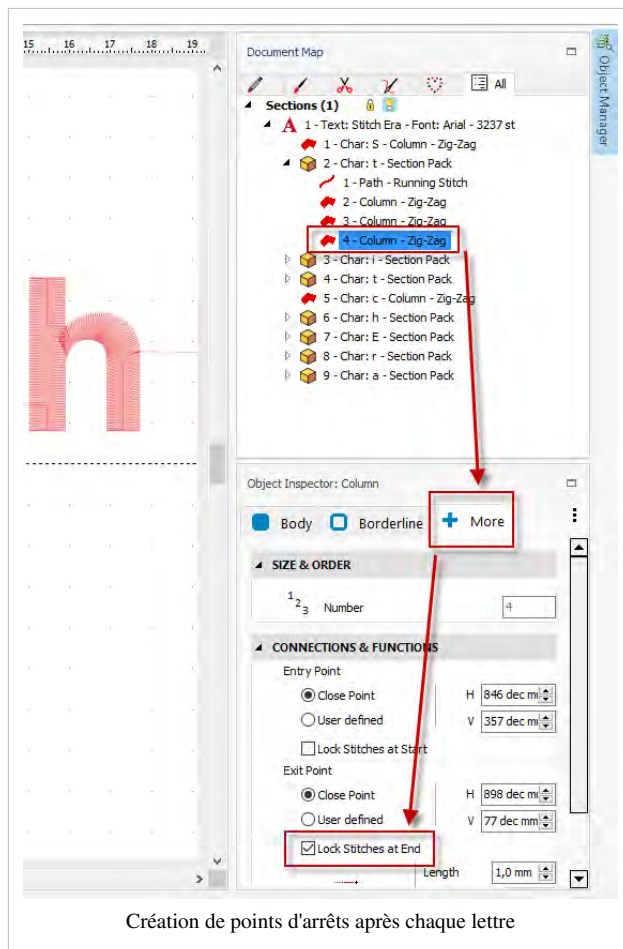 15 16 17 18 19
Document Map
All
Sections (1)
1 - Text: Stitch Era - Font: Arial - 3237 st
1 - Char: S - Column - Zig-Zag
2 - Char: t - Section Pack
1 - Path - Running Stitch
2 - Column - Zig-Zag
3 - Column - Zig-Zag
4 - Column - Zig-Zag
3 - Char: i - Section Pack
4 - Char: t - Section Pack
5 - Char: c - Column - Zig-Zag
6 - Char: h - Section Pack
7 - Char: E - Section Pack
8 - Char: r - Section Pack
9 - Char: a - Section Pack
Object Manager
Object Inspector: Column
Body Borderline More
SIZE & ORDER
1 2 3 Number 4
CONNECTIONS & FUNCTIONS
Entry Point
Close Point H 846 dec m
User defined V 357 dec mm
Lock Stitches at Start
Exit Point
Close Point H 898 dec m
User defined V 77 dec mm
Lock Stitches at End
Length 1,0 mm
Création de points d'arrêts après chaque lettre